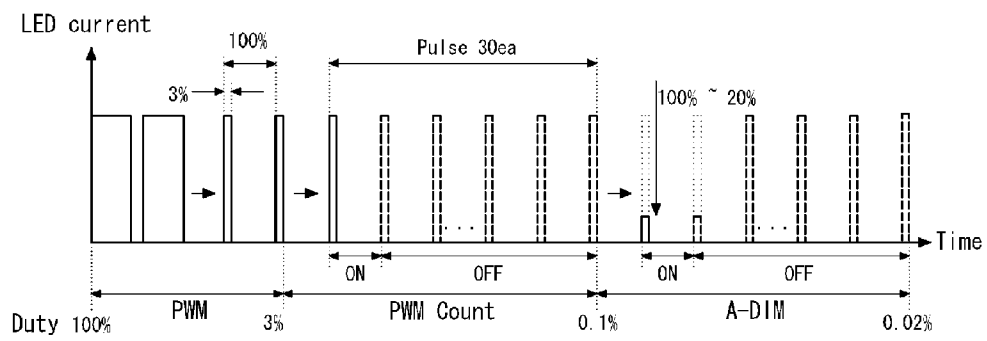 LED current
100%
Pulse 30ea
3%
100% ~ 20%
Time
ON
OFF
ON
OFF
PWM
PWM Count
A-DIM
Duty 100%
3%
0.1%
0.02%